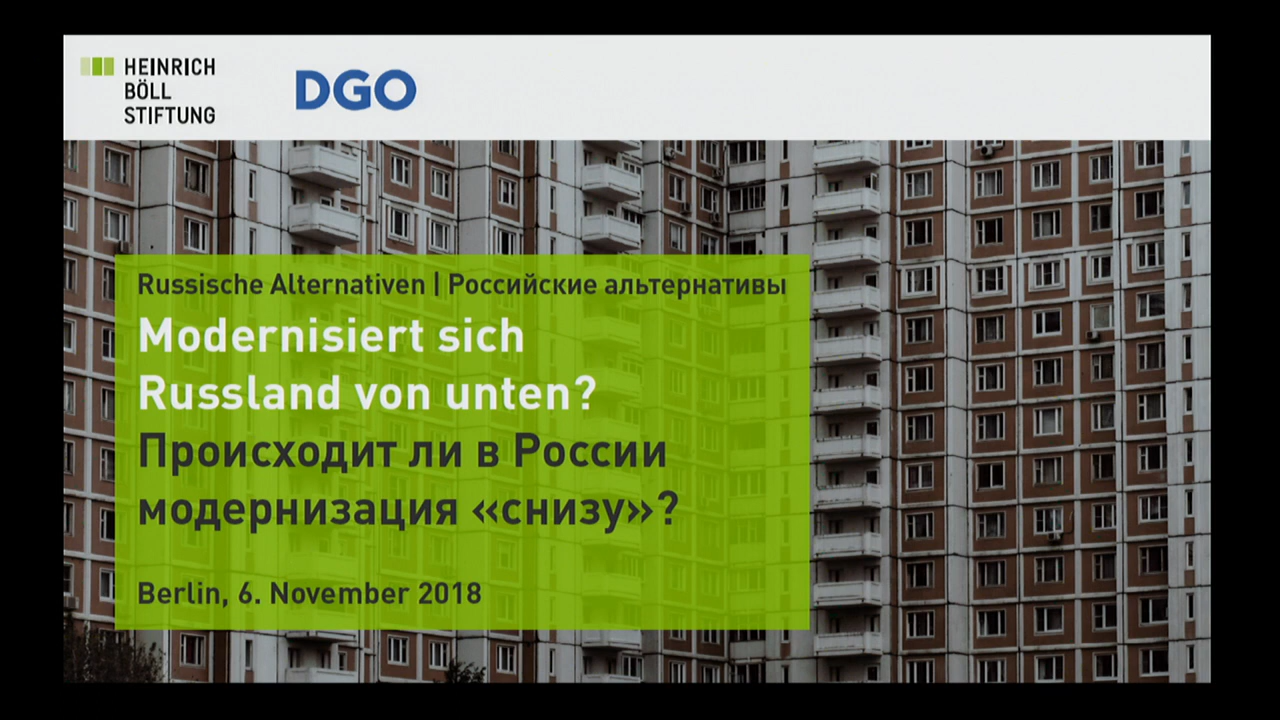 HEINRICH
BÖLL
STIFTUNG
DGO
Russische Alternativen | Российские альтернативы
Modernisiert sich
Russland von unten?
Происходит ли в России
модернизация «снизу»?
Berlin, 6. November 2018